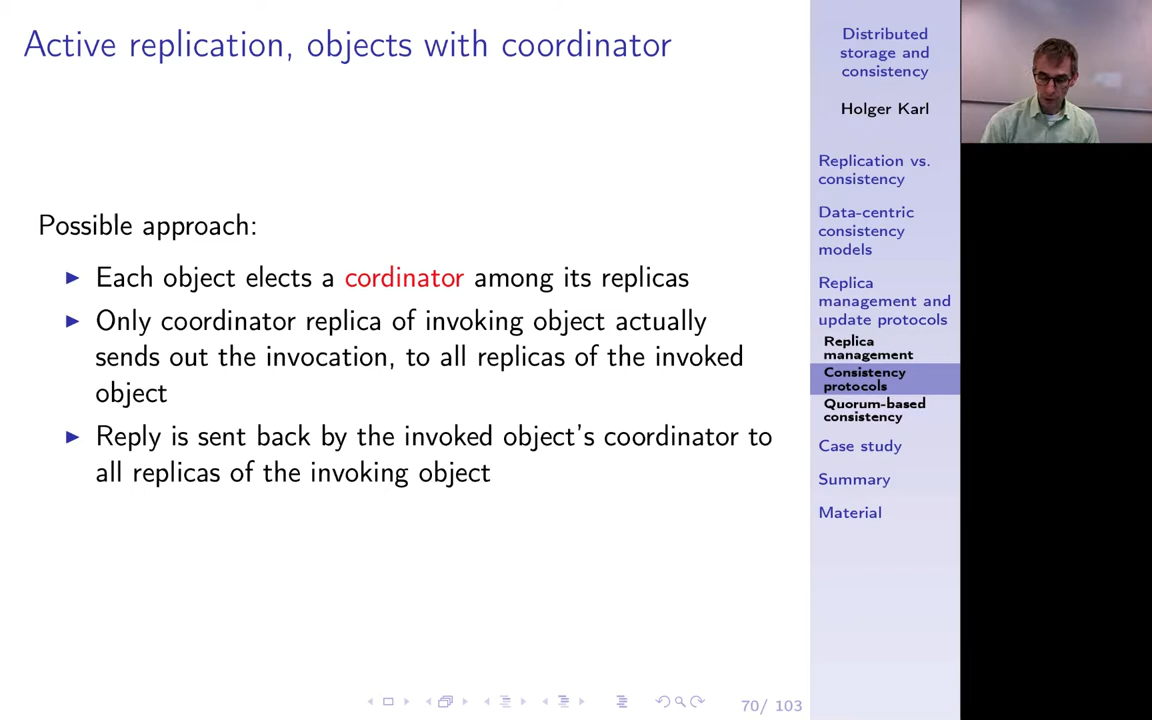 Active replication, objects with coordinator
Possible approach:
Each object elects a cordinator among its replicas
Only coordinator replica of invoking object actually
sends out the invocation, to all replicas of the invoked
object
Reply is sent back by the invoked object's coordinator to
all replicas of the invoking object
70/ 103
Distributed
storage and
consistency
Holger Karl
Replication vs.
consistency
Data-centric
consistency
models
Replica
management and
update protocols
Replica
management
Consistency
protocols
Quorum-based
consistency
Case study
Summary
Material